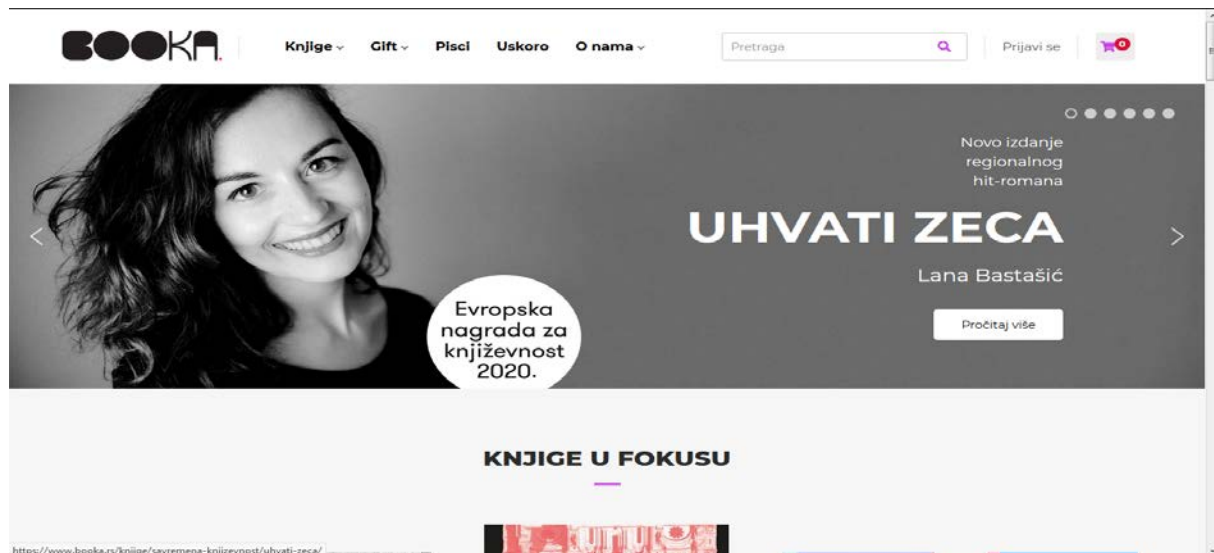 BOOKA.
Knjige Gift Pisci Uskoro O nama
Pretraga
Prijavi se
0
Novo izdanje
regionalnog
hit-romana
UHVATI ZECA
Lana Bastašić
Pročitaj više
Evropska
nagrada za
književnost
2020.
KNJIGE U FOKUSU
https://www.booka.rs/knjige/savremena-knjizevnost/uhvati-zeca/